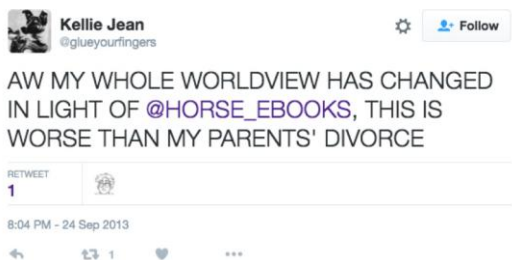 Kellie Jean
@glueyourfingers
Follow
AW MY WHOLE WORLDVIEW HAS CHANGED
IN LIGHT OF @HORSE_EBOOKS, THIS IS
WORSE THAN MY PARENTS' DIVORCE
RETWEET
1
8:04 PM - 24 Sep 2013
1